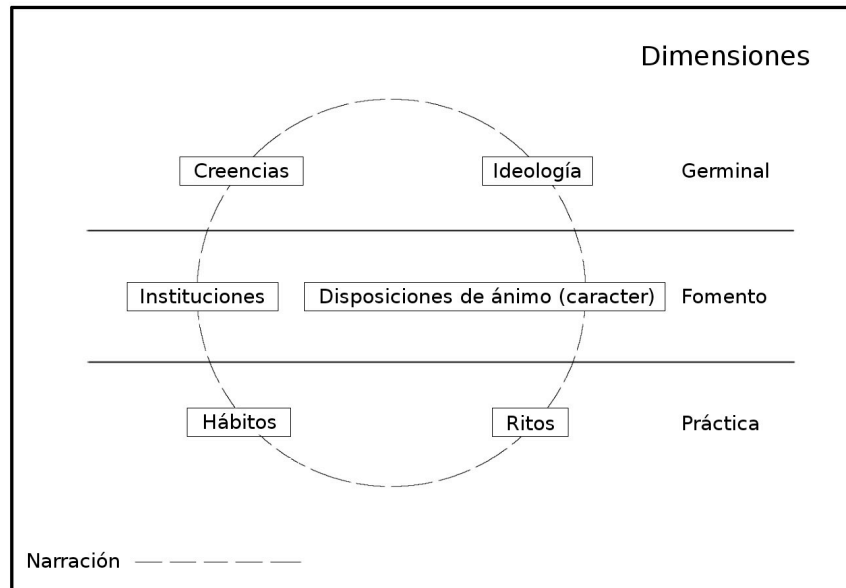 Dimensiones
Creencias
Ideología
Germinal
Instituciones
Disposiciones de ánimo (caracter)
Fomento
Hábitos
Ritos
Práctica
Narración